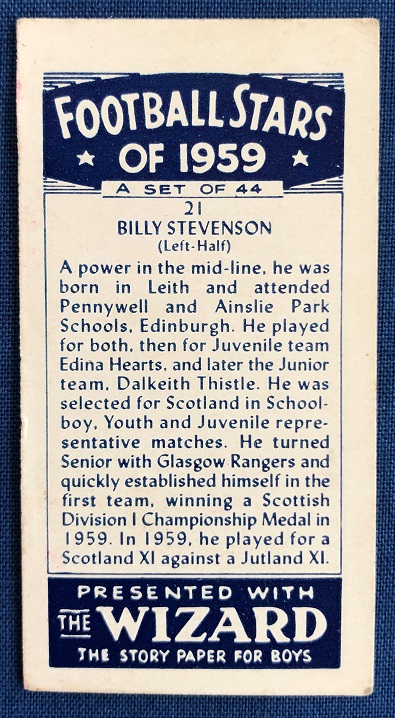 FOOTBALL STARS
★ OF 1959 ★
A SET OF 44
21
BILLY STEVENSON
(Left-Half)
A power in the mid-line, he was
born in Leith and attended
Pennywell and Ainslie Park
Schools, Edinburgh. He played
for both, then for Juvenile team
Edina Hearts, and later the Junior
team, Dalkeith Thistle. He was
selected for Scotland in School-
boy, Youth and Juvenile repre-
sentative matches. He turned
Senior with Glasgow Rangers and
quickly established himself in the
first team, winning a Scottish
Division I Championship Medal in
1959. In 1959, he played for a
Scotland XI against a Jutland XI.
PRESENTED WITH
THE WIZARD
THE STORY PAPER FOR BOYS